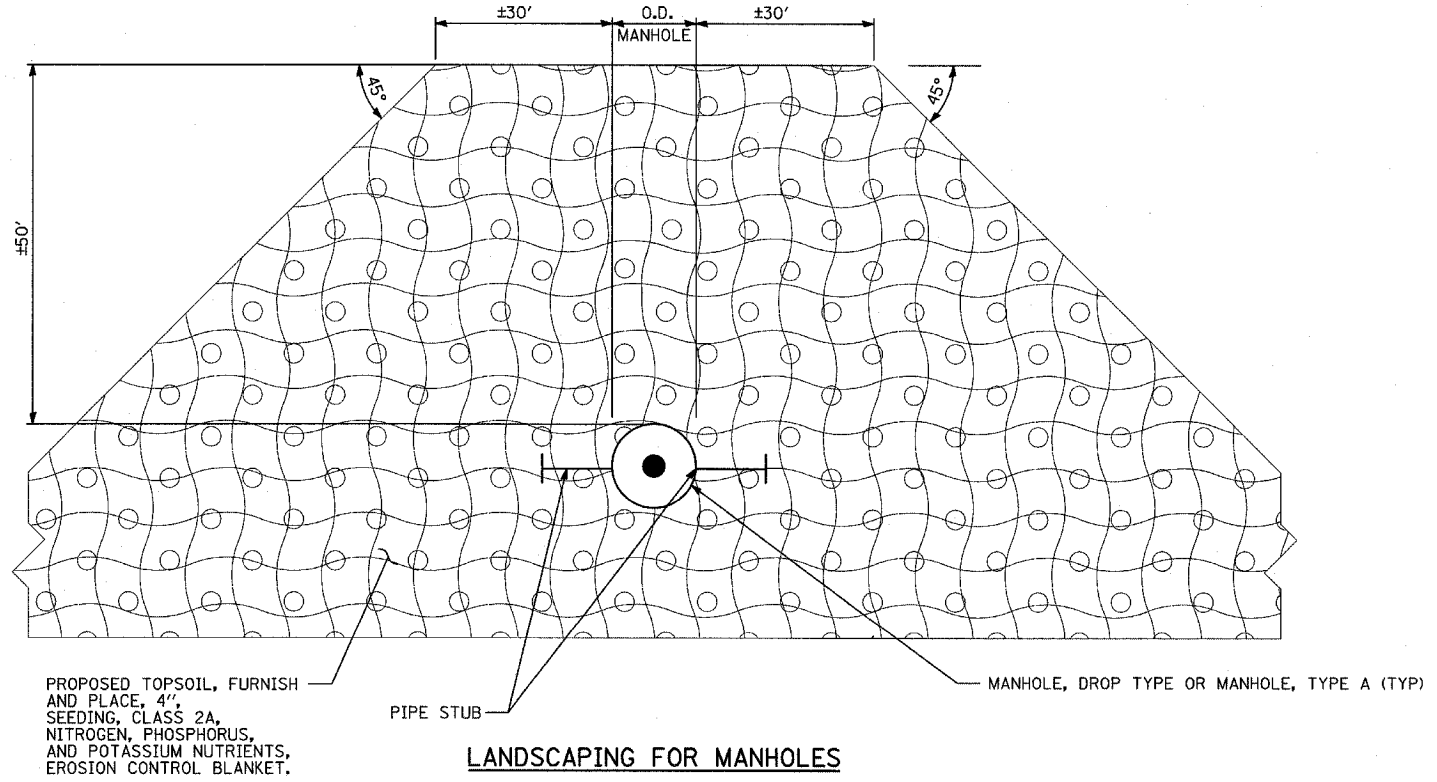 ±30' O.D. ±30'
MANHOLE
45° 45°
±50'
PROPOSED TOPSOIL, FURNISH
AND PLACE, 4",
SEEDING, CLASS 2A,
NITROGEN, PHOSPHORUS,
AND POTASSIUM NUTRIENTS,
EROSION CONTROL BLANKET.
PIPE STUB
MANHOLE, DROP TYPE OR MANHOLE, TYPE A (TYP)
LANDSCAPING FOR MANHOLES